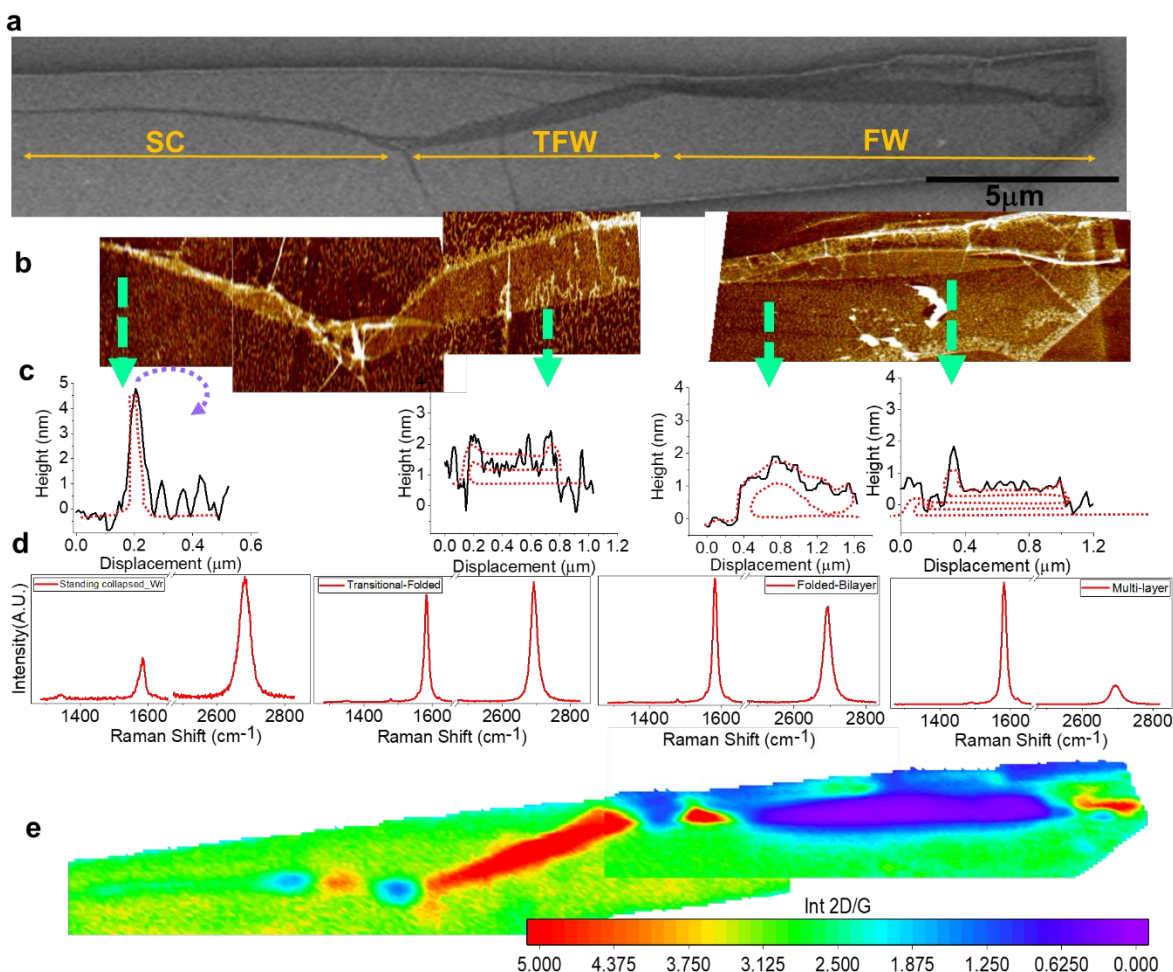 a
SC
TFW
FW
5μm
b
c
Height (nm)
5
4
3
2
1
0
0.0
0.2
0.4
0.6
Displacement (μm)
Height (nm)
4
3
2
1
0
0.0
0.2
0.4
0.6
0.8
1.0
1.2
Displacement (μm)
Height (nm)
4
3
2
1
0
0.0
0.4
0.8
1.2
1.6
Displacement (μm)
Height (nm)
4
3
2
1
0
0.0
0.4
0.8
1.2
Displacement (μm)
d
Intensity(A.U.)
Standing collapsed_Wr
1400
1600
2600
2800
Raman Shift (cm-1)
Transitional-Folded
1400
1600
2600
2800
Raman Shift (cm-1)
Folded-Bilayer
1400
1600
2600
2800
Raman Shift (cm-1)
Multi-layer
1400
1600
2600
2800
Raman Shift (cm-1)
e
Int 2D/G
5.000
4.375
3.750
3.125
2.500
1.875
1.250
0.6250
0.000